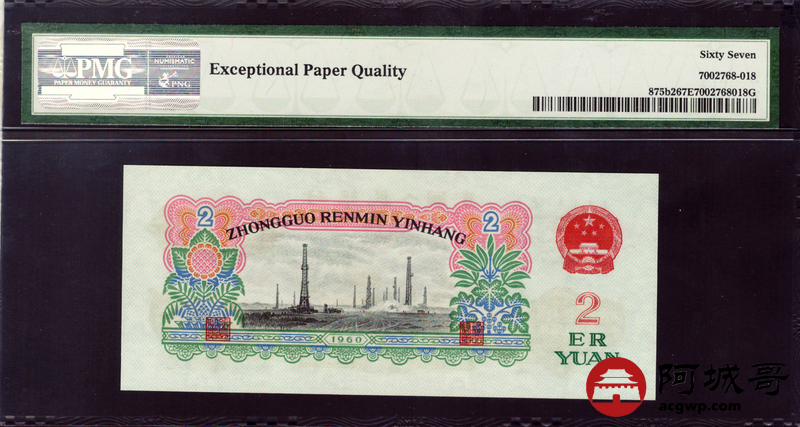 PMG
PAPER MONEY GUARANTY
NUMISMATIC
PNG
Exceptional Paper Quality
Sixty Seven
7002768-018
875b267E7002768018G
2
ZHONGGUO RENMIN YINHANG
2
1960
2
ER
YUAN
阿城哥
acgwp.com